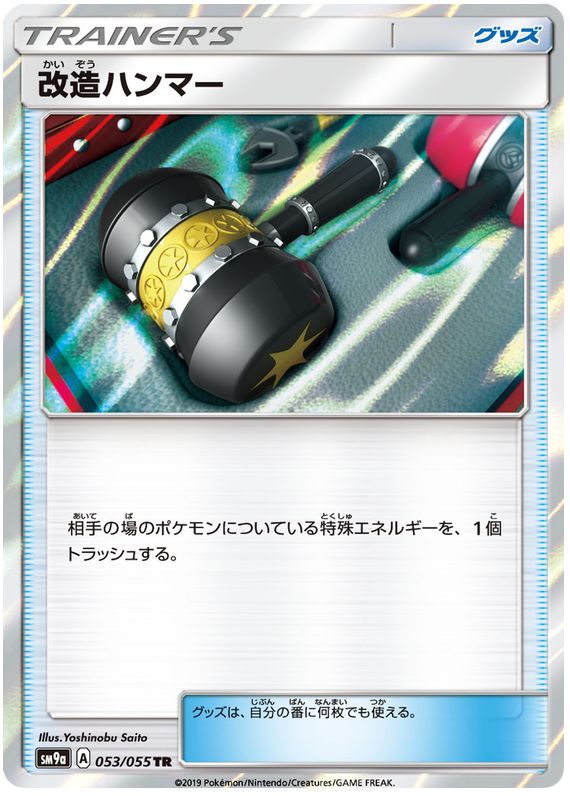 TRAINER'S グッズ
かい ぞう
改造ハンマー
あいて ば とくしゅ こ
相手の場のポケモンについている特殊エネルギーを、1個
トラッシュする。
じぶん ばん なんまい つか
グッズは、自分の番に何枚でも使える。
Illus.Yoshinobu Saito
SM9a A 053/055 TR
©2019 Pokémon/Nintendo/Creatures/GAME FREAK.